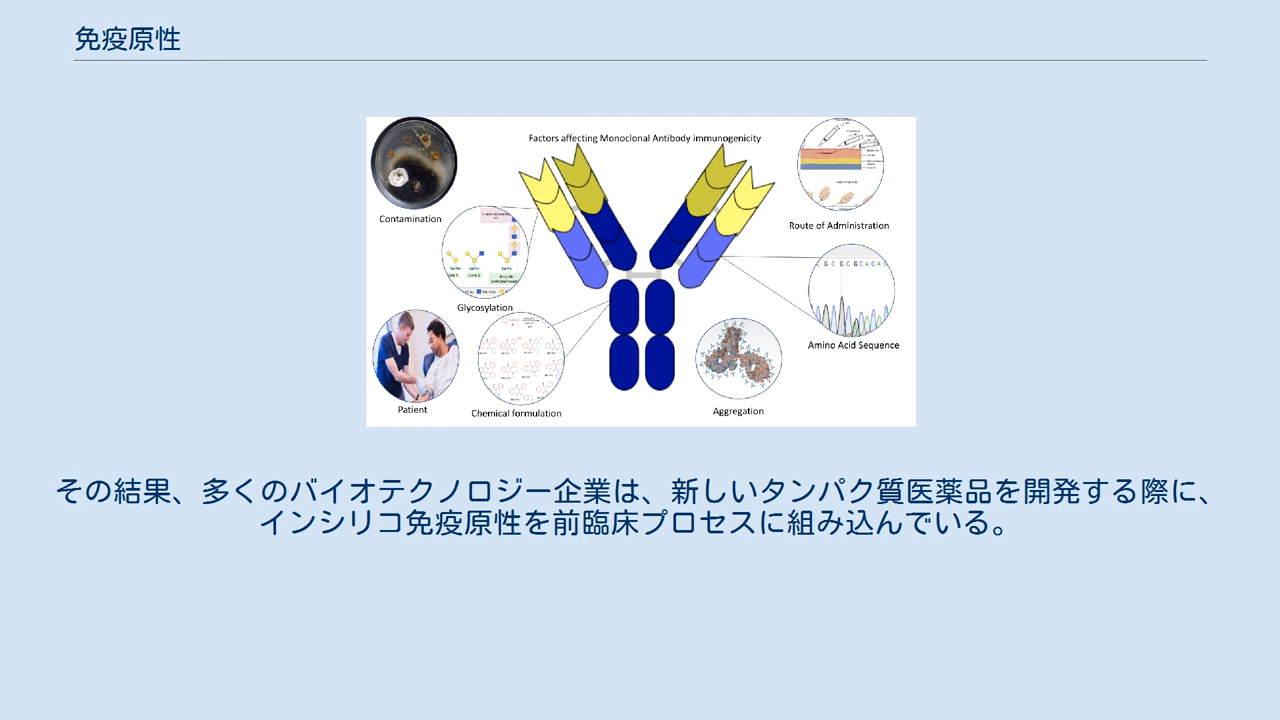 免疫原性
Factors affecting Monoclonal Antibody immunogenicity
Contamination
Route of Administration
Glycosylation
C G C G C G C A C A C
Amino Acid Sequence
Patient
Chemical formulation
Aggregation
その結果、多くのバイオテクノロジー企業は、新しいタンパク質医薬品を開発する際に、
インシリコ免疫原性を前臨床プロセスに組み込んでいる。